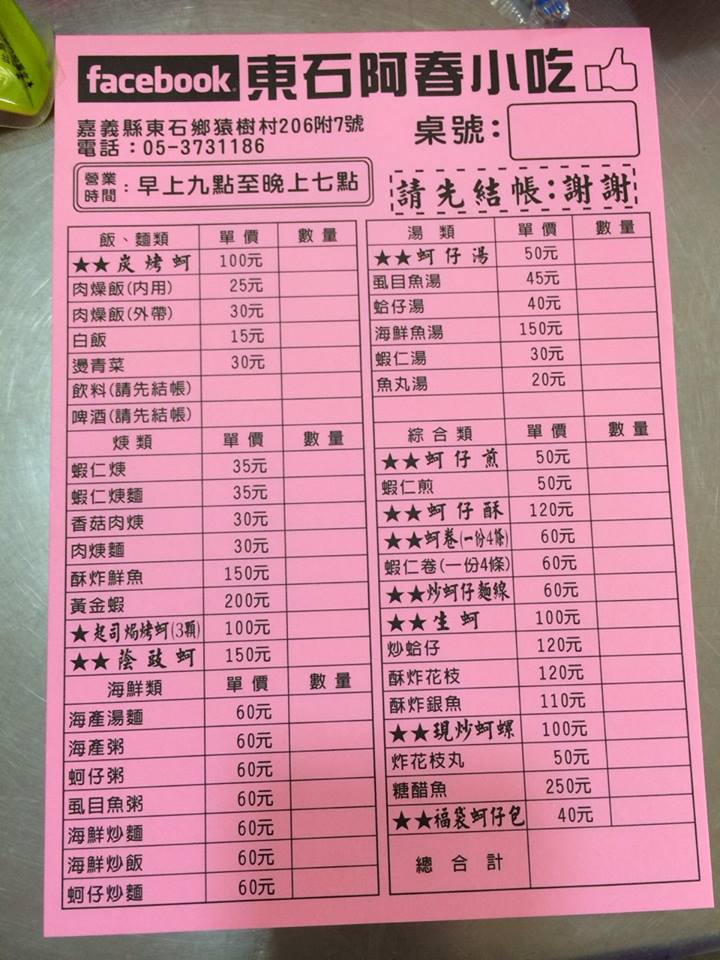 facebook 東石阿春小吃
嘉義縣東石鄉猿樹村206附7號
電話：05-3731186
桌號：
營業時間：早上九點至晚上七點
請先結帳：謝謝
飯、麵類 單價 數量
★★炭烤蚵 100元
肉燥飯(內用) 25元
肉燥飯(外帶) 30元
白飯 15元
燙青菜 30元
飲料(請先結帳)
啤酒(請先結帳)
焿類 單價 數量
蝦仁焿 35元
蝦仁焿麵 35元
香菇肉焿 30元
肉焿麵 30元
酥炸鮮魚 150元
黃金蝦 200元
★起司焗烤蚵(3顆) 100元
★★蔭豉蚵 150元
海鮮類 單價 數量
海產湯麵 60元
海產粥 60元
蚵仔粥 60元
虱目魚粥 60元
海鮮炒麵 60元
海鮮炒飯 60元
蚵仔炒麵 60元
湯類 單價 數量
★★蚵仔湯 50元
虱目魚湯 45元
蛤仔湯 40元
海鮮魚湯 150元
蝦仁湯 30元
魚丸湯 20元
綜合類 單價 數量
★★蚵仔煎 50元
蝦仁煎 50元
★★蚵仔酥 120元
★★蚵卷(一份4條) 60元
蝦仁卷(一份4條) 60元
★★炒蚵仔麵線 60元
★★生蚵 100元
炒蛤仔 120元
酥炸花枝 120元
酥炸銀魚 110元
★★現炒蚵螺 100元
炸花枝丸 50元
糖醋魚 250元
★★福袋蚵仔包 40元
總合計